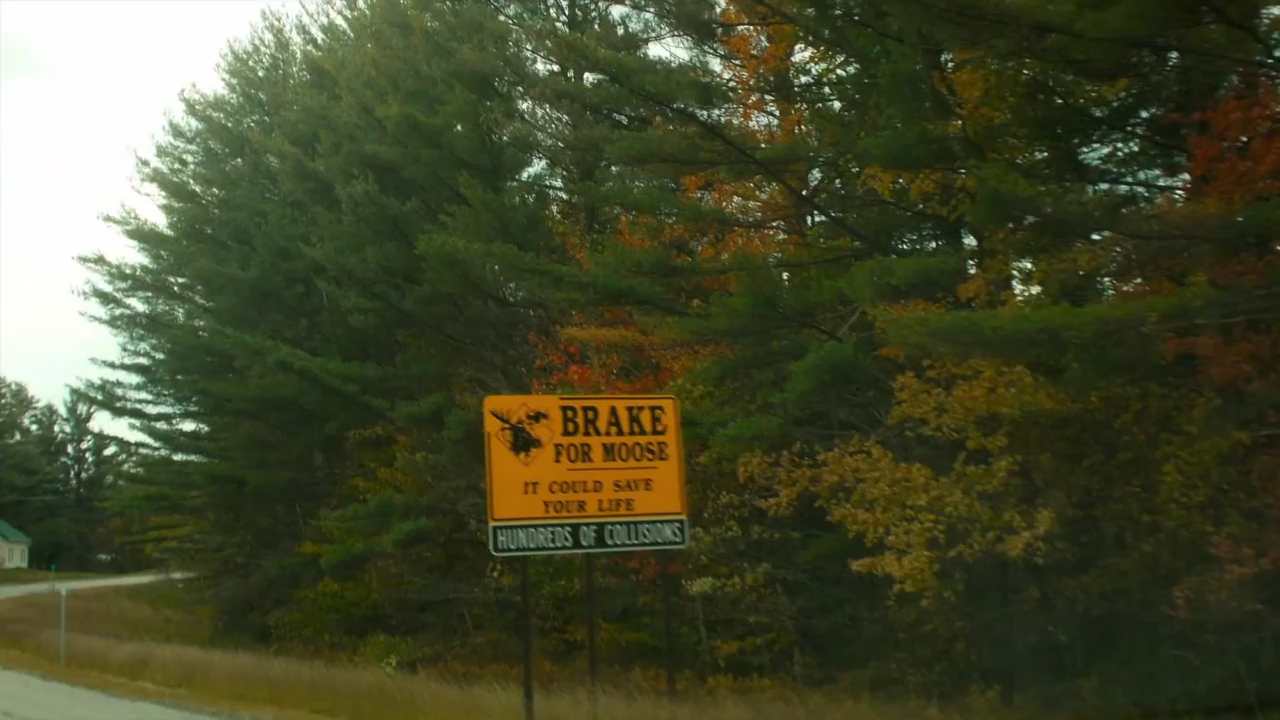 BRAKE
FOR MOOSE
IT COULD SAVE
YOUR LIFE
HUNDREDS OF COLLISIONS